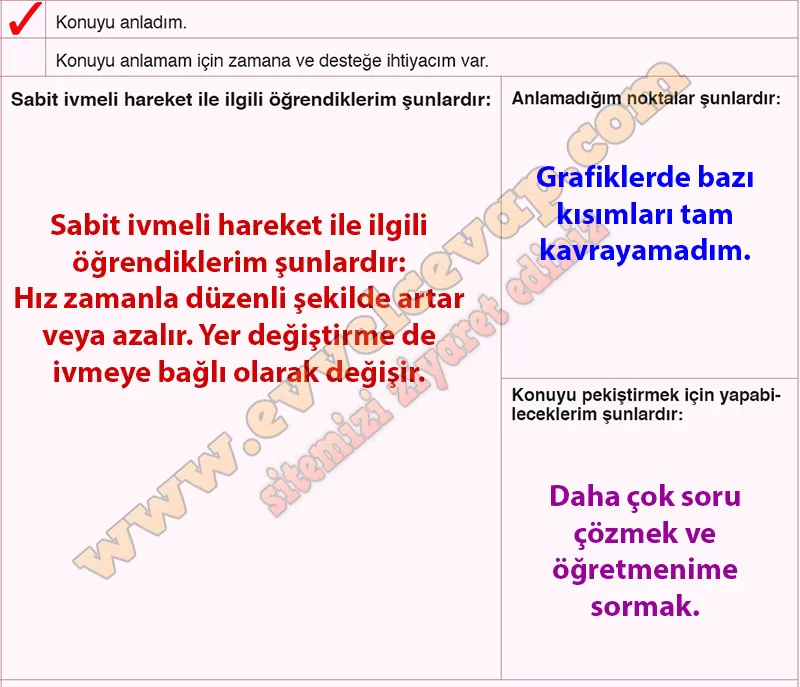 Konuyu anladım.
Konuyu anlamam için zamana ve desteğe ihtiyacım var.
Sabit ivmeli hareket ile ilgili öğrendiklerim şunlardır:
Sabit ivmeli hareket ile ilgili
öğrendiklerim şunlardır:
Hız zamanla düzenli şekilde artar
veya azalır. Yer değiştirme de
ivmeye bağlı olarak değişir.
Anlamadığım noktalar şunlardır:
Grafiklerde bazı
kısımları tam
kavrayamadım.
Konuyu pekiştirmek için yapabi-
leceklerim şunlardır:
Daha çok soru
çözmek ve
öğretmenime
sormak.
www.evvelcevap.com
sitemizi ziyaret ediniz